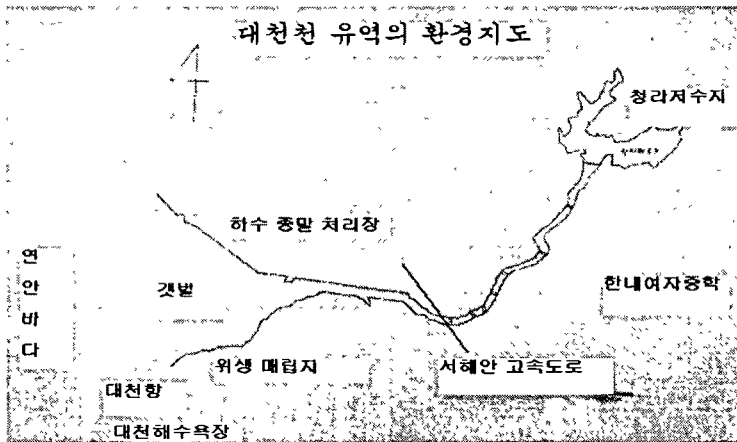 대천천 유역의 환경지도
청라저수지
하수 종말 처리장
연안바다
갯벌
한내여자중학
위생 매립지
서해안 고속도로
대천항
대천해수욕장